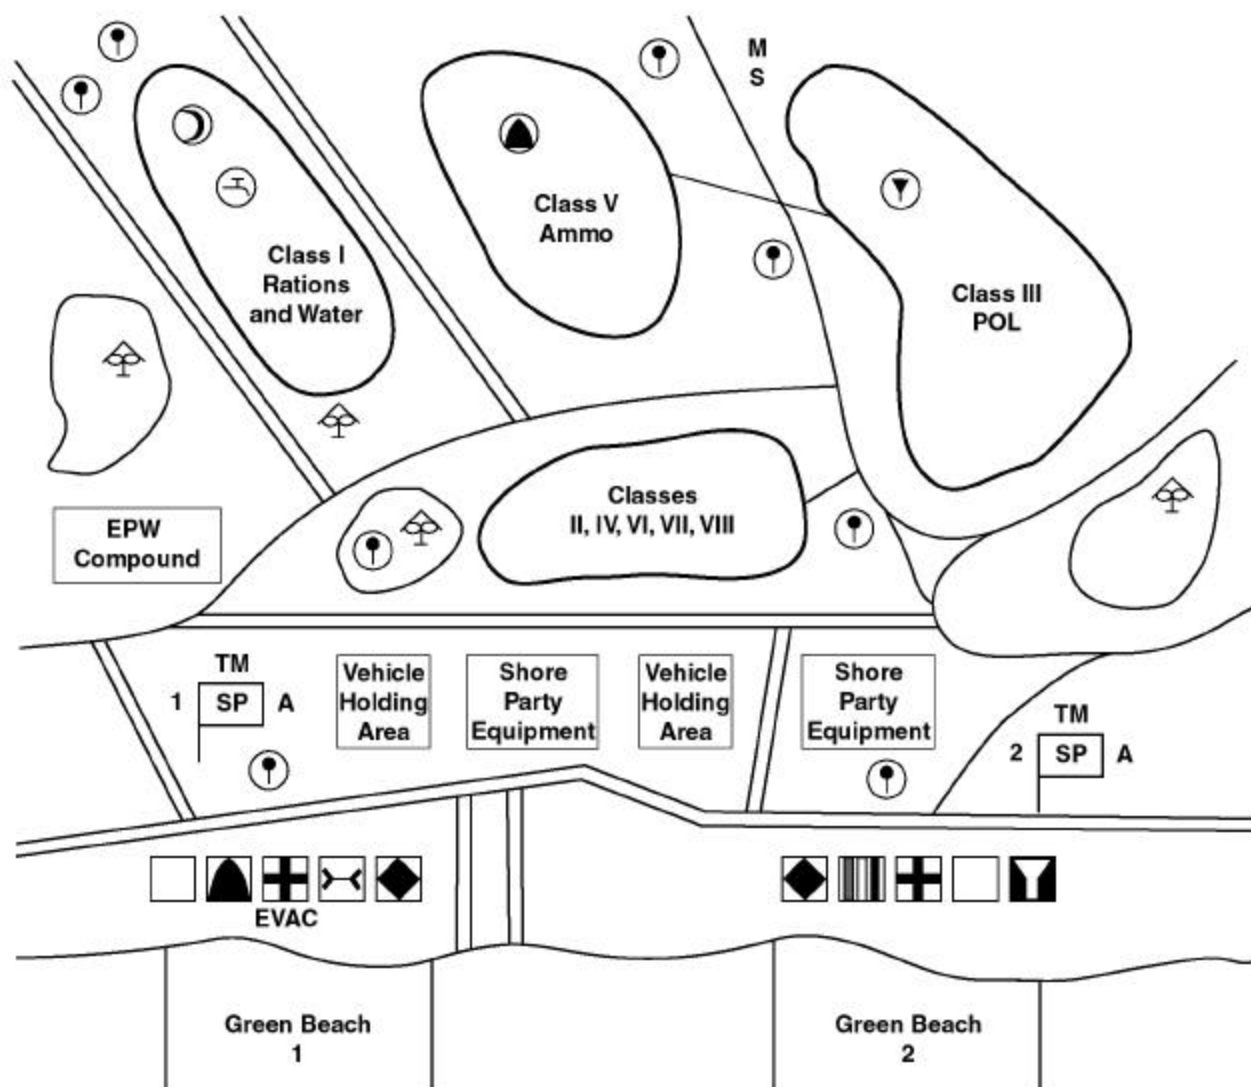 M
S
Class V
Ammo
Class I
Rations
and Water
Class III
POL
Classes
II, IV, VI, VII, VIII
EPW
Compound
TM
1 SP A
Vehicle
Holding
Area
Shore
Party
Equipment
Vehicle
Holding
Area
Shore
Party
Equipment
TM
2 SP A
EVAC
Green Beach
1
Green Beach
2